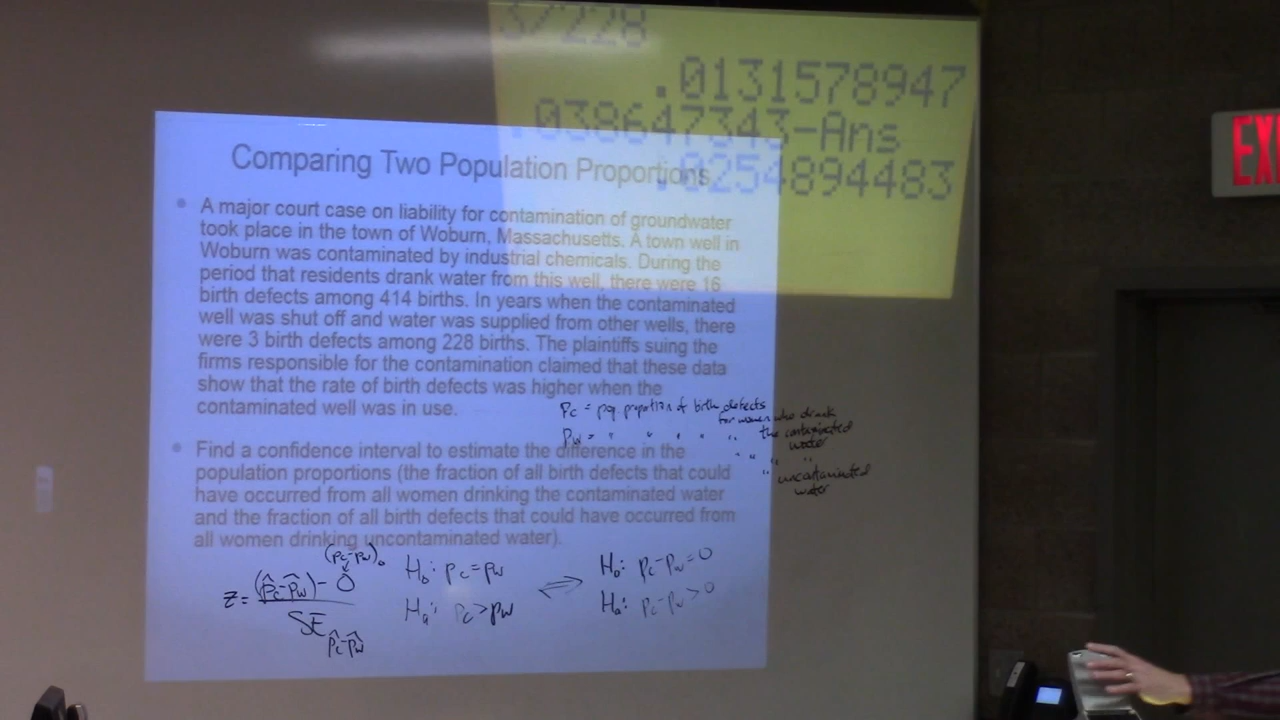 3/228
.0131578947
.038647343-Ans
.0254894483
EXI
Comparing Two Population Proportions
• A major court case on liability for contamination of groundwater
took place in the town of Woburn, Massachusetts. A town well in
Woburn was contaminated by industrial chemicals. During the
period that residents drank water from this well, there were 16
birth defects among 414 births. In years when the contaminated
well was shut off and water was supplied from other wells, there
were 3 birth defects among 228 births. The plaintiffs suing the
firms responsible for the contamination claimed that these data
show that the rate of birth defects was higher when the
contaminated well was in use.
Pc = pop. proportion of birth defects
for women who drank
the contaminated
water
Pw = " " " " "
" " " "
" uncontaminated
water
• Find a confidence interval to estimate the difference in the
population proportions (the fraction of all birth defects that could
have occurred from all women drinking the contaminated water
and the fraction of all birth defects that could have occurred from
all women drinking uncontaminated water).
(pc-pw)₀
z = (p̂c-p̂w) - 0
SE p̂c-p̂w
H₀: pc = pw
Hₐ: pc > pw
⟺
H₀: pc-pw = 0
Hₐ: pc-pw > 0